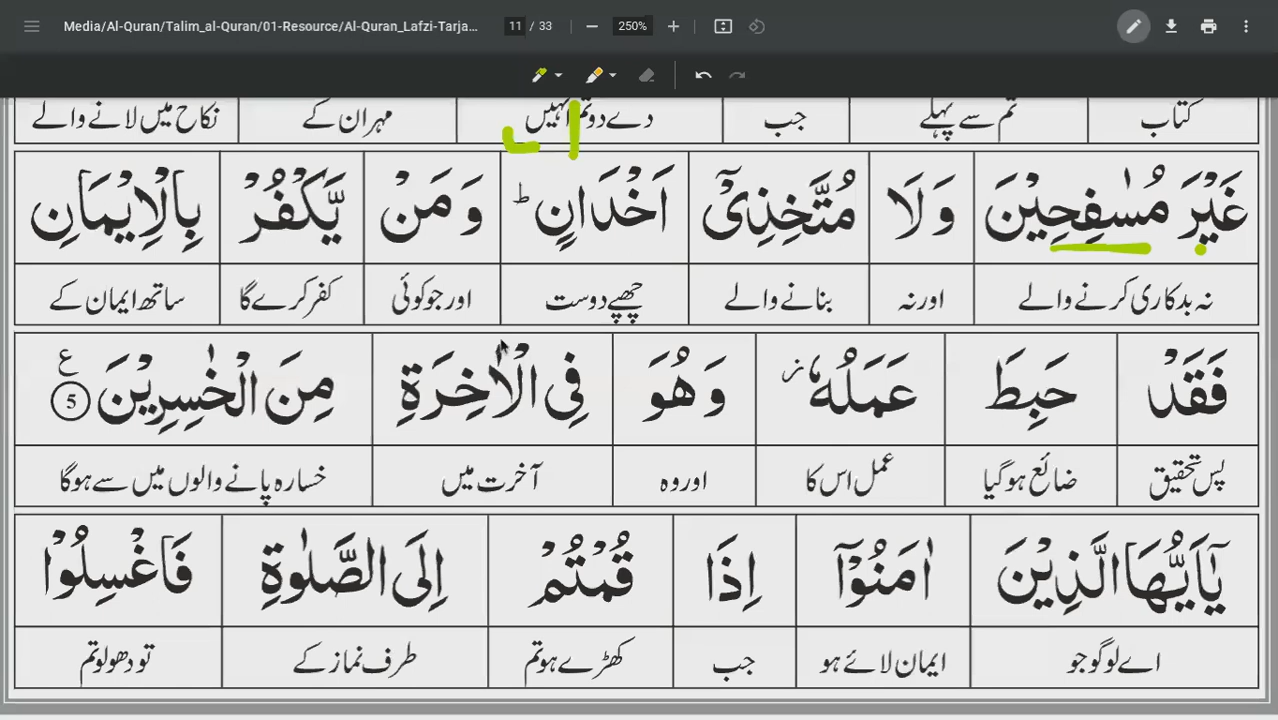 Media/Al-Quran/Talim_al-Quran/01-Resource/Al-Quran_Lafzi-Tarja... 11 / 33 250%
کتاب تم سے پہلے جب دے دو تم انہیں مہر ان کے نکاح میں لانے والے
غَيْرَ مُسٰفِحِيْنَ وَلَا مُتَّخِذِيْٓ اَخْدَانٍ ؕ وَمَنْ يَّكْفُرْ بِالْاِيْمَانِ
نہ بدکاری کرنے والے اور نہ بنانے والے چھپے دوست اور جو کوئی کفر کرے گا ساتھ ایمان کے
فَقَدْ حَبِطَ عَمَلُهٗ ز وَهُوَ فِى الْاٰخِرَةِ مِنَ الْخٰسِرِيْنَ 5 ع
پس تحقیق ضائع ہو گیا عمل اس کا اور وہ آخرت میں خسارہ پانے والوں میں سے ہوگا
يٰٓاَيُّهَا الَّذِيْنَ اٰمَنُوْٓا اِذَا قُمْتُمْ اِلَى الصَّلٰوةِ فَاغْسِلُوْا
اے لوگو جو ایمان لائے ہو جب کھڑے ہو تم طرف نماز کے تو دھو لو تم